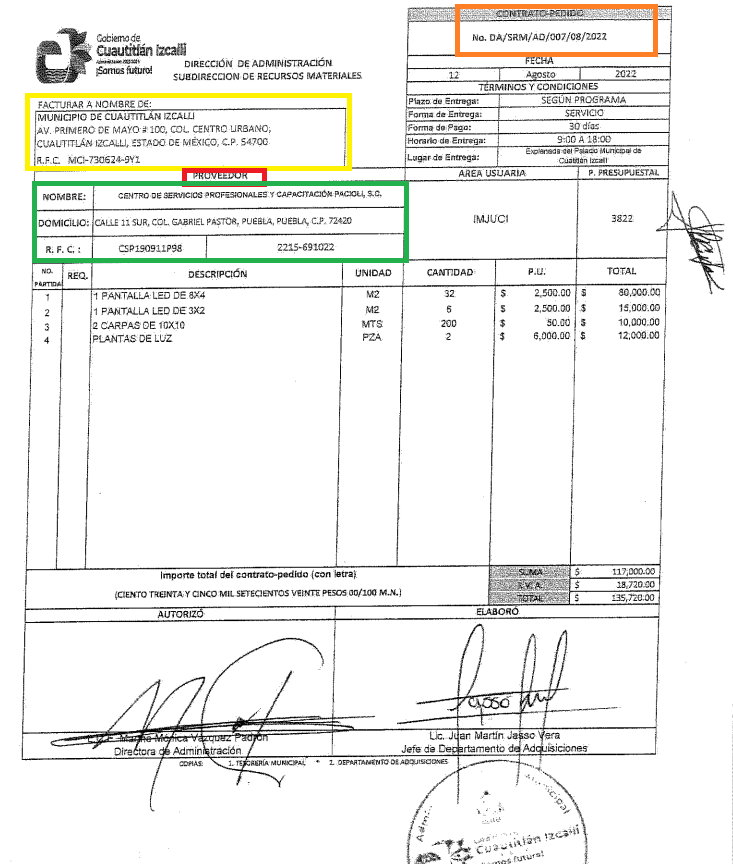 Gobierno de
Cuautitlán Izcalli
¡Somos futuro!
DIRECCIÓN DE ADMINISTRACIÓN
SUBDIRECCION DE RECURSOS MATERIALES
CONTRATO-PEDIDO
No. DA/SRM/AD/007/08/2022
FECHA
12 Agosto 2022
TÉRMINOS Y CONDICIONES
Plazo de Entrega: SEGÚN PROGRAMA
Forma de Entrega: SERVICIO
Forma de Pago: 30 días
Horario de Entrega: 9:00 A 18:00
Lugar de Entrega: Explanada del Palacio Municipal de Cuatitlán Izcalli
FACTURAR A NOMBRE DE:
MUNICIPIO DE CUAUTITLÁN IZCALLI
AV. PRIMERO DE MAYO # 100, COL. CENTRO URBANO;
CUAUTITLÁN IZCALLI, ESTADO DE MÉXICO, C.P. 54700
R.F.C. MCI-730624-9Y1
PROVEEDOR
NOMBRE: CENTRO DE SERVICIOS PROFESIONALES Y CAPACITACIÓN PACIOLI, S.C.
DOMICILIO: CALLE 11 SUR, COL. GABRIEL PASTOR, PUEBLA, PUEBLA, C.P. 72420
R. F. C. : CSP190911P98 2215-691022
AREA USUARIA P. PRESUPUESTAL
IMJUCI 3822
NO. PARTIDA REQ. DESCRIPCIÓN UNIDAD CANTIDAD P.U. TOTAL
1 1 PANTALLA LED DE 8X4 M2 32 $ 2,500.00 $ 80,000.00
2 1 PANTALLA LED DE 3X2 M2 6 $ 2,500.00 $ 15,000.00
3 2 CARPAS DE 10X10 MTS 200 $ 50.00 $ 10,000.00
4 PLANTAS DE LUZ PZA 2 $ 6,000.00 $ 12,000.00
Importe total del contrato-pedido (con letra)
(CIENTO TREINTA Y CINCO MIL SETECIENTOS VEINTE PESOS 00/100 M.N.)
SUMA $ 117,000.00
I.V.A. $ 18,720.00
TOTAL $ 135,720.00
AUTORIZÓ ELABORÓ
Mónica Vázquez Padrón
Directora de Administración
Lic. Juan Martín Jasso Vera
Jefe de Departamento de Adquisiciones
COPIAS: 1. TESORERÍA MUNICIPAL * 2. DEPARTAMENTO DE ADQUISICIONES
Cuautitlán Izcalli
¡Somos futuro!